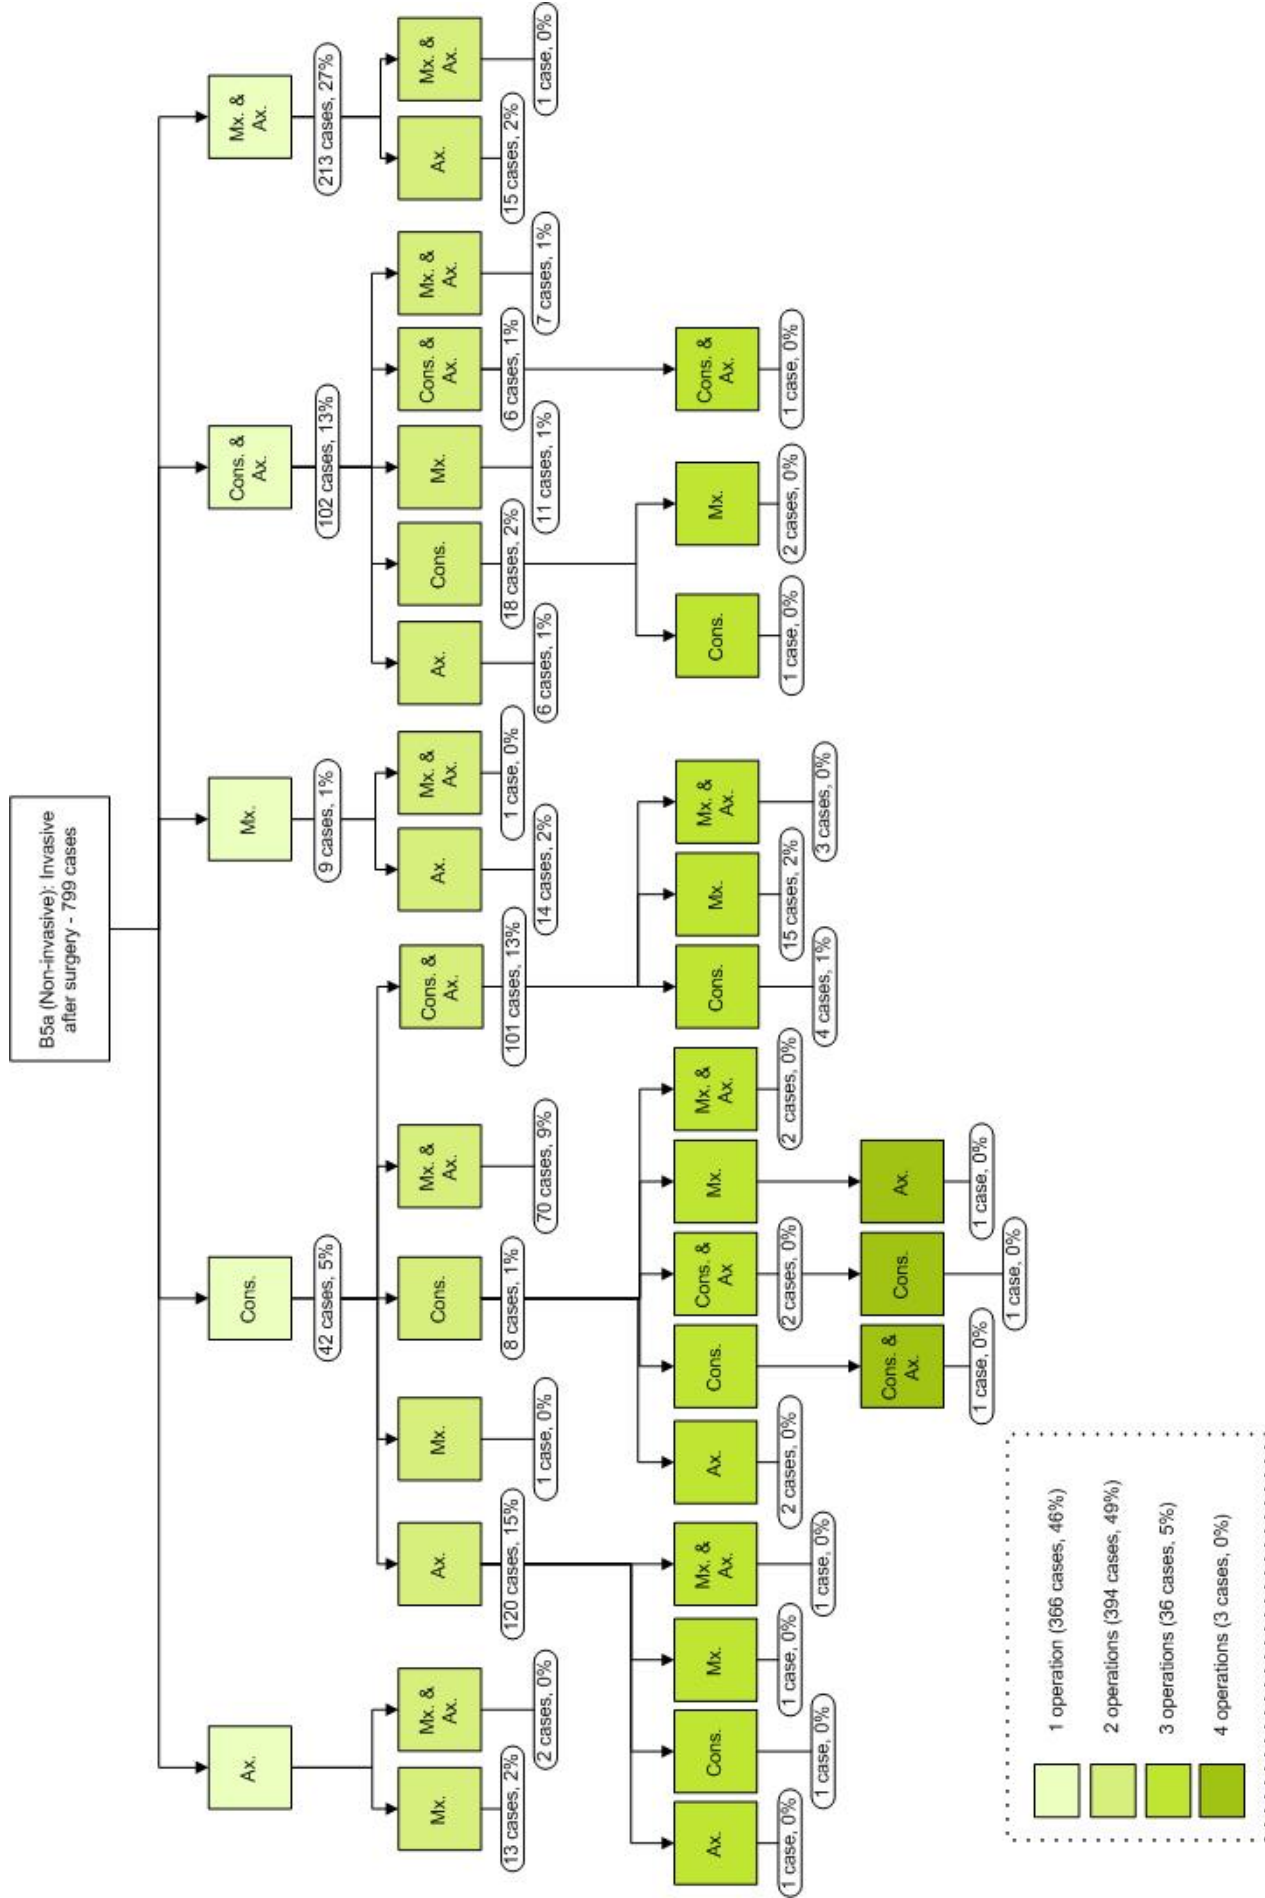 B5a (Non-invasive): Invasive
after surgery - 799 cases
Ax.
Cons.
42 cases, 5%
Mx.
9 cases, 1%
Cons. &
Ax.
102 cases, 13%
Mx. &
Ax.
213 cases, 27%
Mx.
13 cases, 2%
Mx. &
Ax.
2 cases, 0%
Ax.
120 cases, 15%
Mx.
1 case, 0%
Cons.
8 cases, 1%
Mx. &
Ax.
70 cases, 9%
Cons. &
Ax.
101 cases, 13%
Ax.
14 cases, 2%
Mx. &
Ax.
1 case, 0%
Ax.
6 cases, 1%
Cons.
18 cases, 2%
Mx.
11 cases, 1%
Cons. &
Ax.
6 cases, 1%
Mx. &
Ax.
7 cases, 1%
Ax.
15 cases, 2%
Mx. &
Ax.
1 case, 0%
Ax.
1 case, 0%
Cons.
1 case, 0%
Mx.
1 case, 0%
Mx. &
Ax.
1 case, 0%
Ax.
2 cases, 0%
Cons.
Cons. &
Ax
2 cases, 0%
Mx.
Mx. &
Ax.
2 cases, 0%
Cons.
4 cases, 1%
Mx.
15 cases, 2%
Mx. &
Ax.
3 cases, 0%
Cons.
1 case, 0%
Mx.
2 cases, 0%
Cons. &
Ax.
1 case, 0%
Cons. &
Ax.
1 case, 0%
Cons.
1 case, 0%
Ax.
1 case, 0%
1 operation (366 cases, 46%)
2 operations (394 cases, 49%)
3 operations (36 cases, 5%)
4 operations (3 cases, 0%)